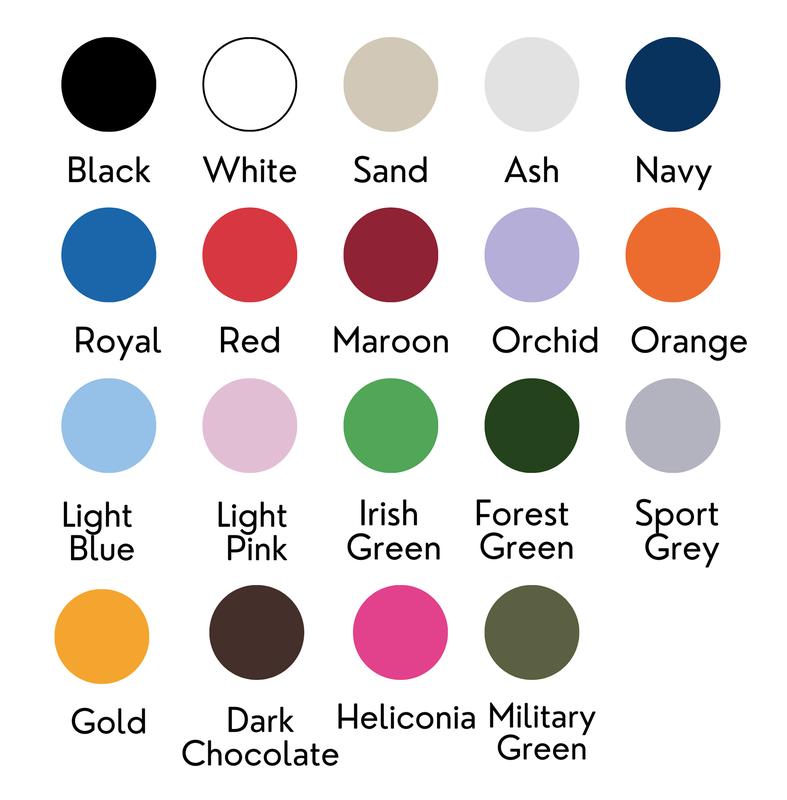 Black
White
Sand
Ash
Navy
Royal
Red
Maroon
Orchid
Orange
Light
Blue
Light
Pink
Irish
Green
Forest
Green
Sport
Grey
Gold
Dark
Chocolate
Heliconia
Military
Green